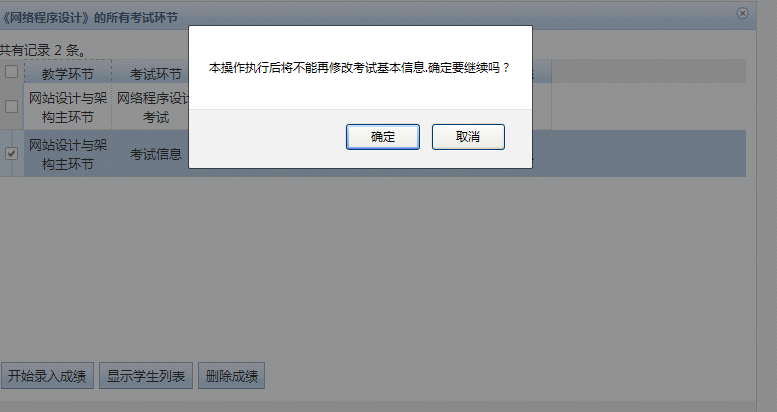 《网络程序设计》的所有考试环节
共有记录 2 条。
教学环节 考试环节
网站设计与架构主环节 网络程序设计考试
网站设计与架构主环节 考试信息
本操作执行后将不能再修改考试基本信息.确定要继续吗？
确定 取消
开始录入成绩 显示学生列表 删除成绩